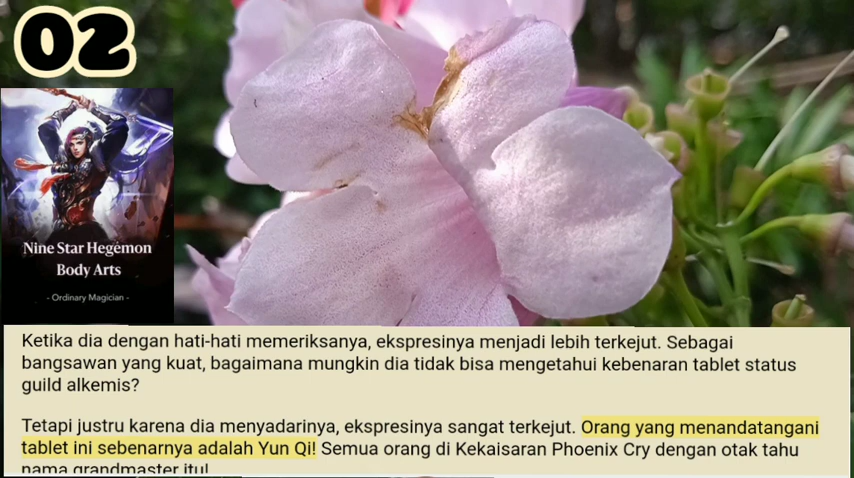 02
Nine Star Hegemon
Body Arts
- Ordinary Magician -
Ketika dia dengan hati-hati memeriksanya, ekspresinya menjadi lebih terkejut. Sebagai
bangsawan yang kuat, bagaimana mungkin dia tidak bisa mengetahui kebenaran tablet status
guild alkemis?
Tetapi justru karena dia menyadarinya, ekspresinya sangat terkejut. Orang yang menandatangani
tablet ini sebenarnya adalah Yun Qi! Semua orang di Kekaisaran Phoenix Cry dengan otak tahu
nama grandmaster itu!